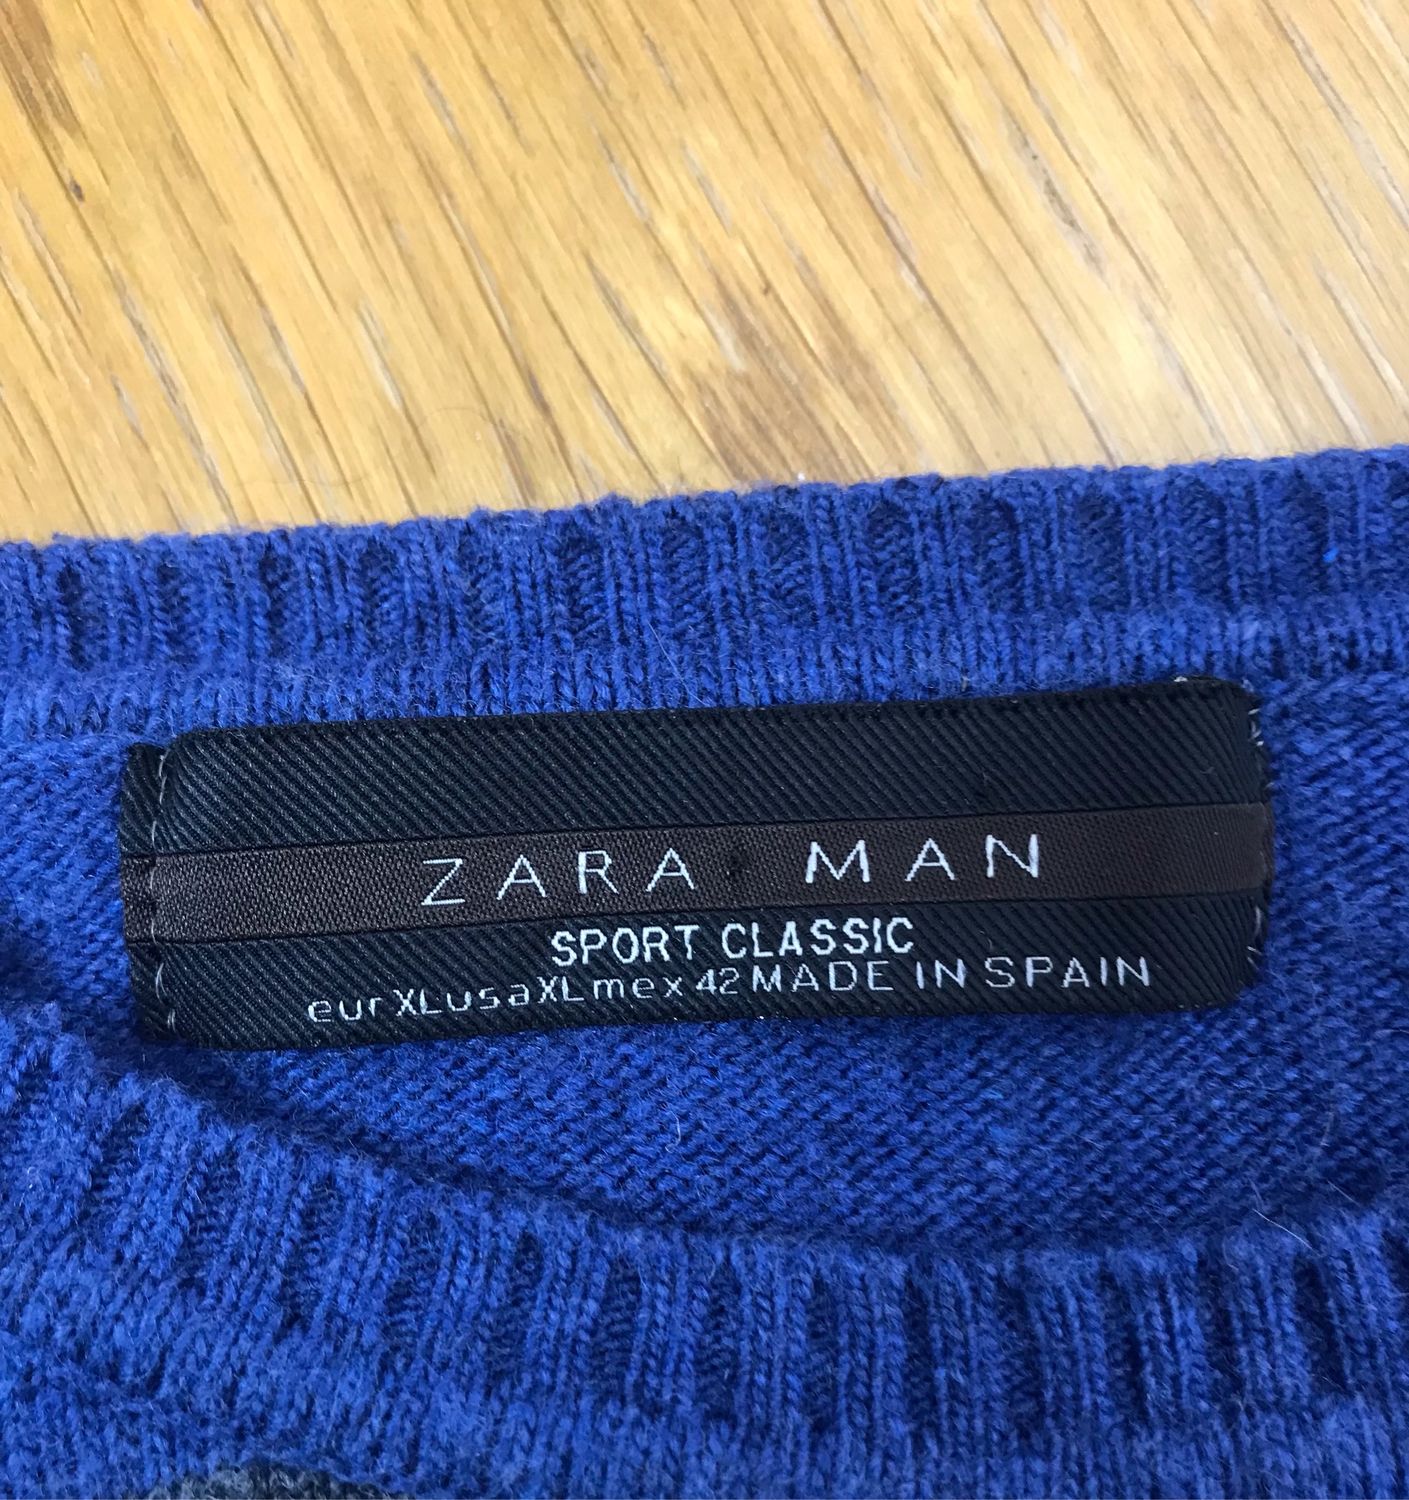 ZARA MAN
SPORT CLASSIC
eur XL usa XL mex 42 MADE IN SPAIN